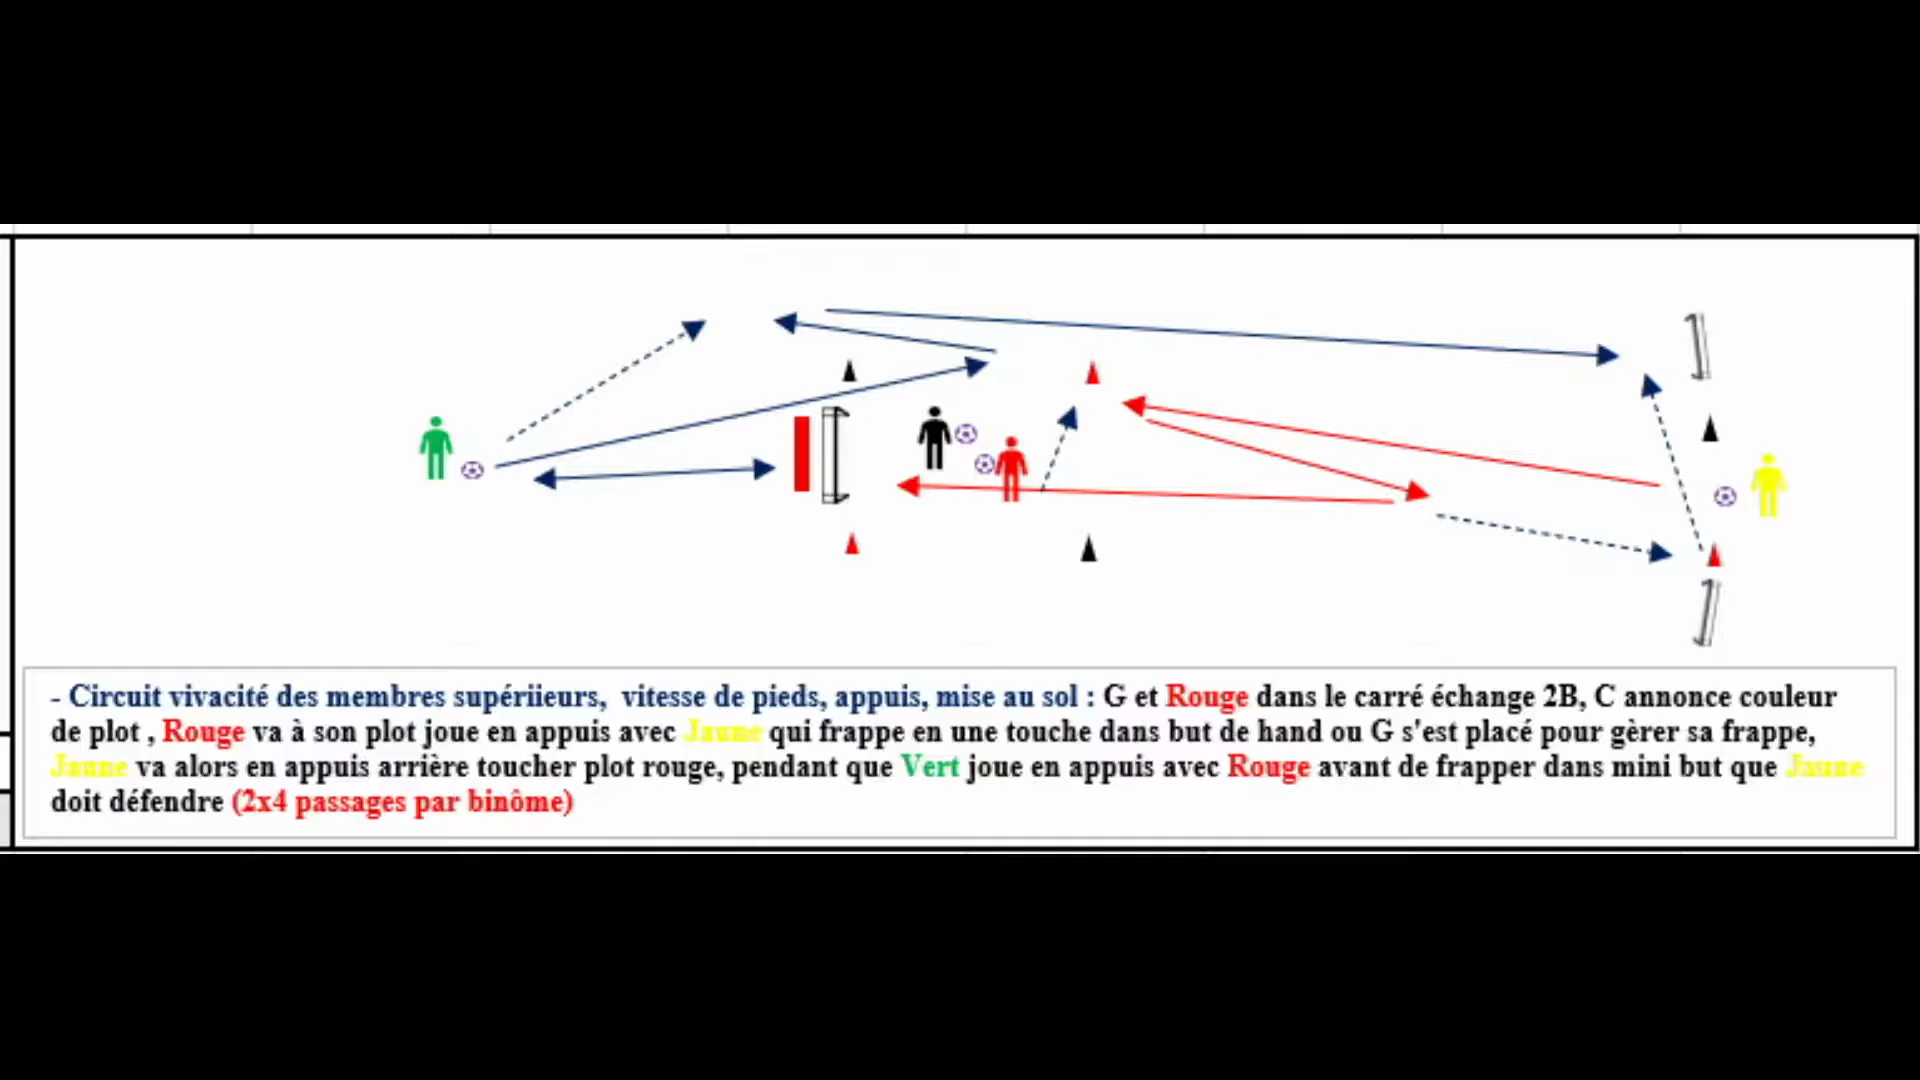 - Circuit vivacité des membres supériieurs, vitesse de pieds, appuis, mise au sol : G et Rouge dans le carré échange 2B, C annonce couleur
de plot , Rouge va à son plot joue en appuis avec Jaune qui frappe en une touche dans but de hand ou G s'est placé pour gèrer sa frappe,
Jaune va alors en appuis arrière toucher plot rouge, pendant que Vert joue en appuis avec Rouge avant de frapper dans mini but que Jaune
doit défendre (2x4 passages par binôme)